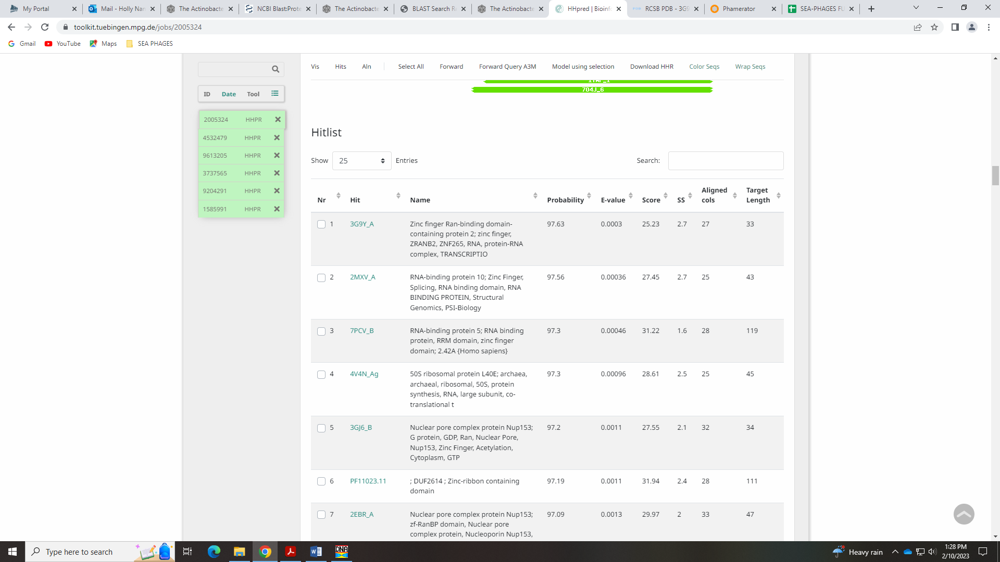 My Portal
Mail - Holly Nan
The Actinobacte
NCBI Blast:Prote
The Actinobacte
BLAST Search Re
The Actinobacte
HHpred | Bioinfo
RCSB PDB - 3G9
Phamerator
SEA-PHAGES FU
toolkit.tuebingen.mpg.de/jobs/2005324
Gmail
YouTube
Maps
SEA PHAGES
Vis
Hits
Aln
Select All
Forward
Forward Query A3M
Model using selection
Download HHR
Color Seqs
Wrap Seqs
704J_6
ID
Date
Tool
2005324 HHPR
4532479 HHPR
9613205 HHPR
3737565 HHPR
9204291 HHPR
1585991 HHPR
Hitlist
Show 25 Entries
Search:
Nr Hit Name Probability E-value Score SS Aligned cols Target Length
1 3G9Y_A Zinc finger Ran-binding domain- 97.63 0.0003 25.23 2.7 27 33
containing protein 2; zinc finger,
ZRANB2, ZNF265, RNA, protein-RNA
complex, TRANSCRIPTIO
2 2MXV_A RNA-binding protein 10; Zinc Finger, 97.56 0.00036 27.45 2.7 25 43
Splicing, RNA binding domain, RNA
BINDING PROTEIN, Structural
Genomics, PSI-Biology
3 7PCV_B RNA-binding protein 5; RNA binding 97.3 0.00046 31.22 1.6 28 119
protein, RRM domain, zinc finger
domain; 2.42A {Homo sapiens}
4 4V4N_Ag 50S ribosomal protein L40E; archaea, 97.3 0.00096 28.61 2.5 25 45
archaeal, ribosomal, 50S, protein
synthesis, RNA, large subunit, co-
translational t
5 3GJ6_B Nuclear pore complex protein Nup153; 97.2 0.0011 27.55 2.1 32 34
G protein, GDP, Ran, Nuclear Pore,
Nup153, Zinc Finger, Acetylation,
Cytoplasm, GTP
6 PF11023.11 ; DUF2614 ; Zinc-ribbon containing 97.19 0.0011 31.94 2.4 28 111
domain
7 2EBR_A Nuclear pore complex protein Nup153; 97.09 0.0013 29.97 2 33 47
zf-RanBP domain, Nuclear pore
complex protein, Nucleoporin Nup153,
Type here to search
DNA
Heavy rain
1:28 PM
2/10/2023